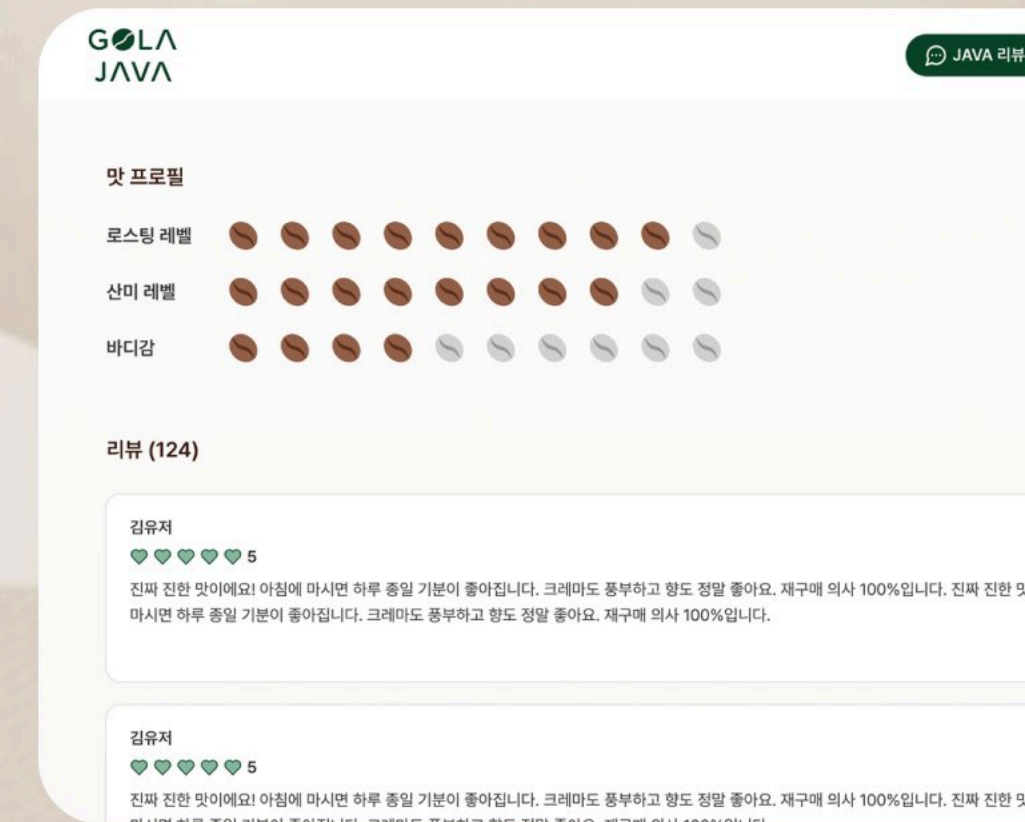 GOLA
JAVA
JAVA 리뷰
맛 프로필
로스팅 레벨
산미 레벨
바디감
리뷰 (124)
김유저
5
진짜 진한 맛이에요! 아침에 마시면 하루 종일 기분이 좋아집니다. 크레마도 풍부하고 향도 정말 좋아요. 재구매 의사 100%입니다. 진짜 진한
마시면 하루 종일 기분이 좋아집니다. 크레마도 풍부하고 향도 정말 좋아요. 재구매 의사 100%입니다.
김유저
5
진짜 진한 맛이에요! 아침에 마시면 하루 종일 기분이 좋아집니다. 크레마도 풍부하고 향도 정말 좋아요. 재구매 의사 100%입니다. 진짜 진한